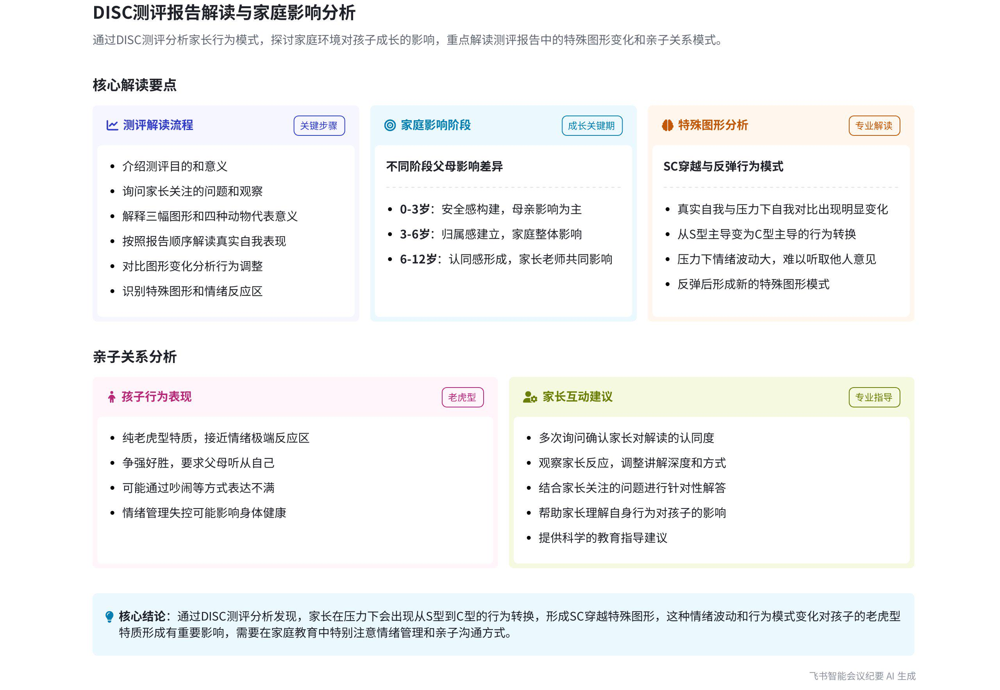 DISC测评报告解读与家庭影响分析
通过DISC测评分析家长行为模式，探讨家庭环境对孩子成长的影响，重点解读测评报告中的特殊图形变化和亲子关系模式。
核心解读要点
测评解读流程
关键步骤
介绍测评目的和意义
询问家长关注的问题和观察
解释三幅图形和四种动物代表意义
按照报告顺序解读真实自我表现
对比图形变化分析行为调整
识别特殊图形和情绪反应区
家庭影响阶段
成长关键期
不同阶段父母影响差异
0-3岁：安全感构建，母亲影响为主
3-6岁：归属感建立，家庭整体影响
6-12岁：认同感形成，家长老师共同影响
特殊图形分析
专业解读
SC穿越与反弹行为模式
真实自我与压力下自我对比出现明显变化
从S型主导变为C型主导的行为转换
压力下情绪波动大，难以听取他人意见
反弹后形成新的特殊图形模式
亲子关系分析
孩子行为表现
老虎型
纯老虎型特质，接近情绪极端反应区
争强好胜，要求父母听从自己
可能通过吵闹等方式表达不满
情绪管理失控可能影响身体健康
家长互动建议
专业指导
多次询问确认家长对解读的认同度
观察家长反应，调整讲解深度和方式
结合家长关注的问题进行针对性解答
帮助家长理解自身行为对孩子的影响
提供科学的教育指导建议
核心结论：通过DISC测评分析发现，家长在压力下会出现从S型到C型的行为转换，形成SC穿越特殊图形，这种情绪波动和行为模式变化对孩子的老虎型
特质形成有重要影响，需要在家庭教育中特别注意情绪管理和亲子沟通方式。
飞书智能会议纪要 AI 生成